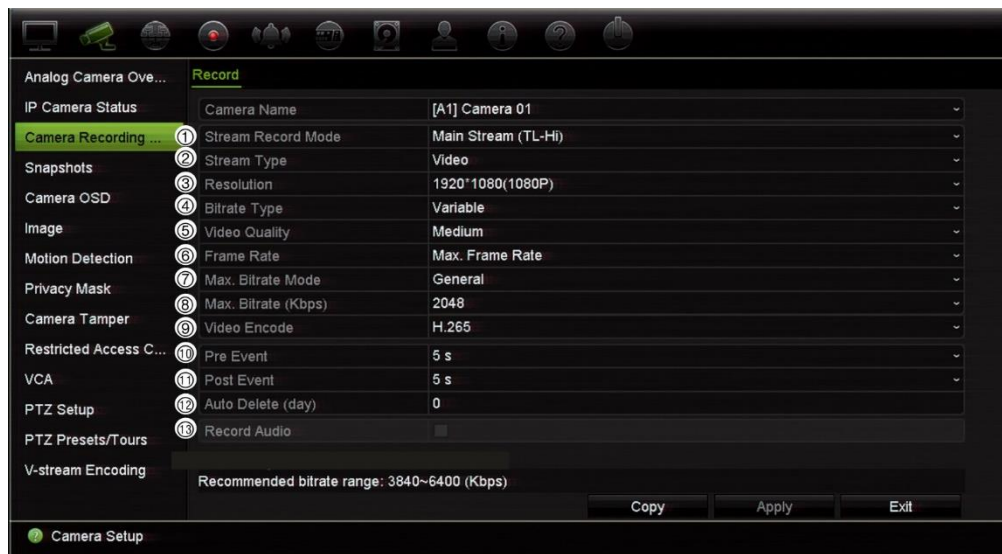 Record
Analog Camera Ove...
IP Camera Status
Camera Recording ...
Snapshots
Camera OSD
Image
Motion Detection
Privacy Mask
Camera Tamper
Restricted Access C...
VCA
PTZ Setup
PTZ Presets/Tours
V-stream Encoding
Camera Name [A1] Camera 01
① Stream Record Mode Main Stream (TL-Hi)
② Stream Type Video
③ Resolution 1920*1080(1080P)
④ Bitrate Type Variable
⑤ Video Quality Medium
⑥ Frame Rate Max. Frame Rate
⑦ Max. Bitrate Mode General
⑧ Max. Bitrate (Kbps) 2048
⑨ Video Encode H.265
⑩ Pre Event 5 s
⑪ Post Event 5 s
⑫ Auto Delete (day) 0
⑬ Record Audio
Recommended bitrate range: 3840~6400 (Kbps)
Copy Apply Exit
? Camera Setup